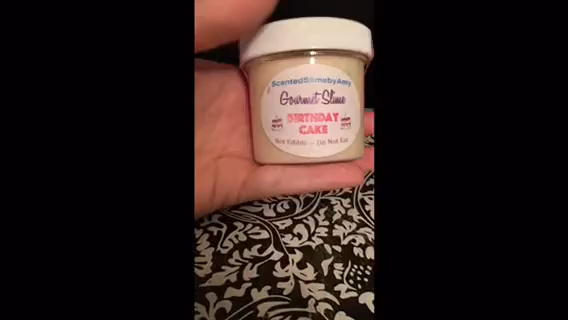 ScentedSlimebyAmy
Gourmet Slime
BIRTHDAY
CAKE
Not Edible — Do Not Eat